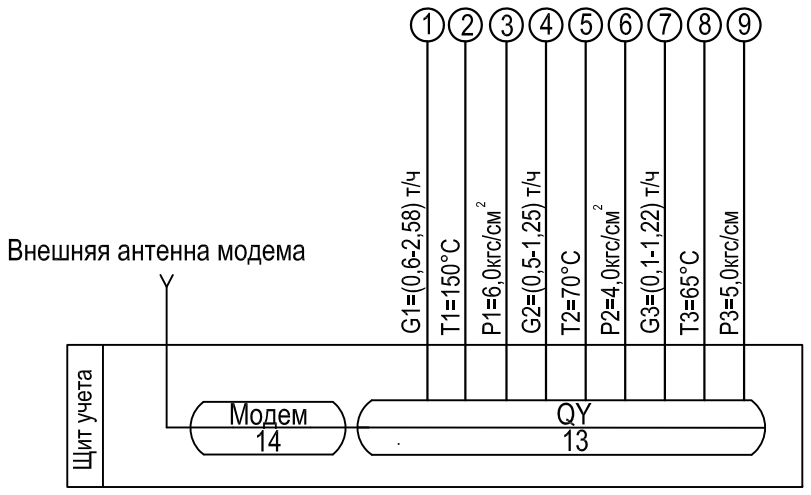 1 2 3 4 5 6 7 8 9
G1=(0,6-2,58) т/ч
T1=150°C
P1=6,0кгс/см²
G2=(0,5-1,25) т/ч
T2=70°C
P2=4,0кгс/см²
G3=(0,1-1,22) т/ч
T3=65°C
P3=5,0кгс/см
Внешняя антенна модема
Щит учета
Модем
14
QY
13